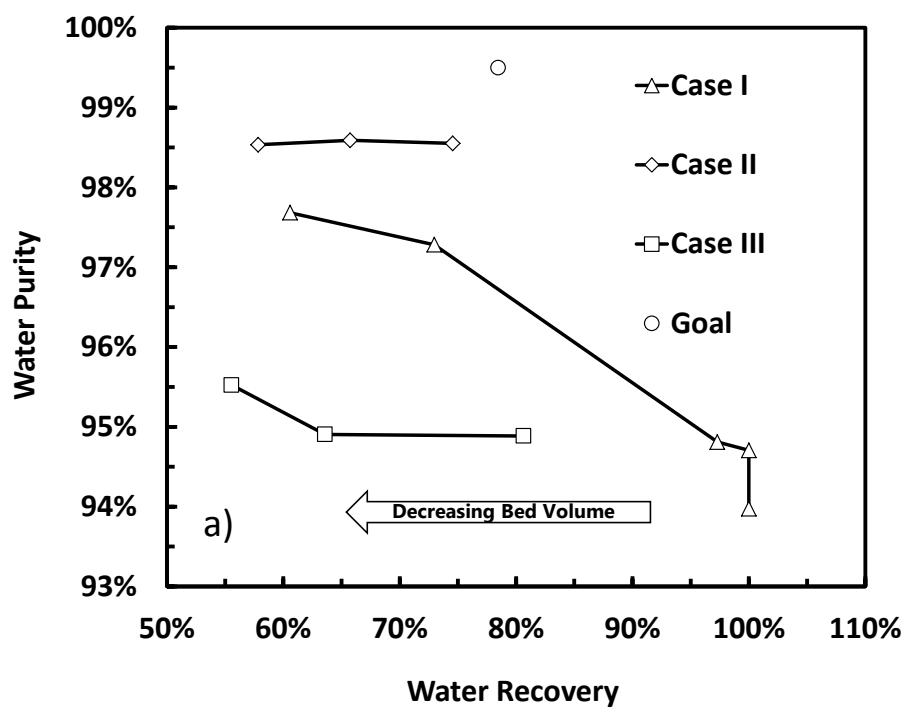 100%
99%
98%
97%
96%
95%
94%
93%
Water Purity
Case I
Case II
Case III
Goal
Decreasing Bed Volume
a)
50%
60%
70%
80%
90%
100%
110%
Water Recovery